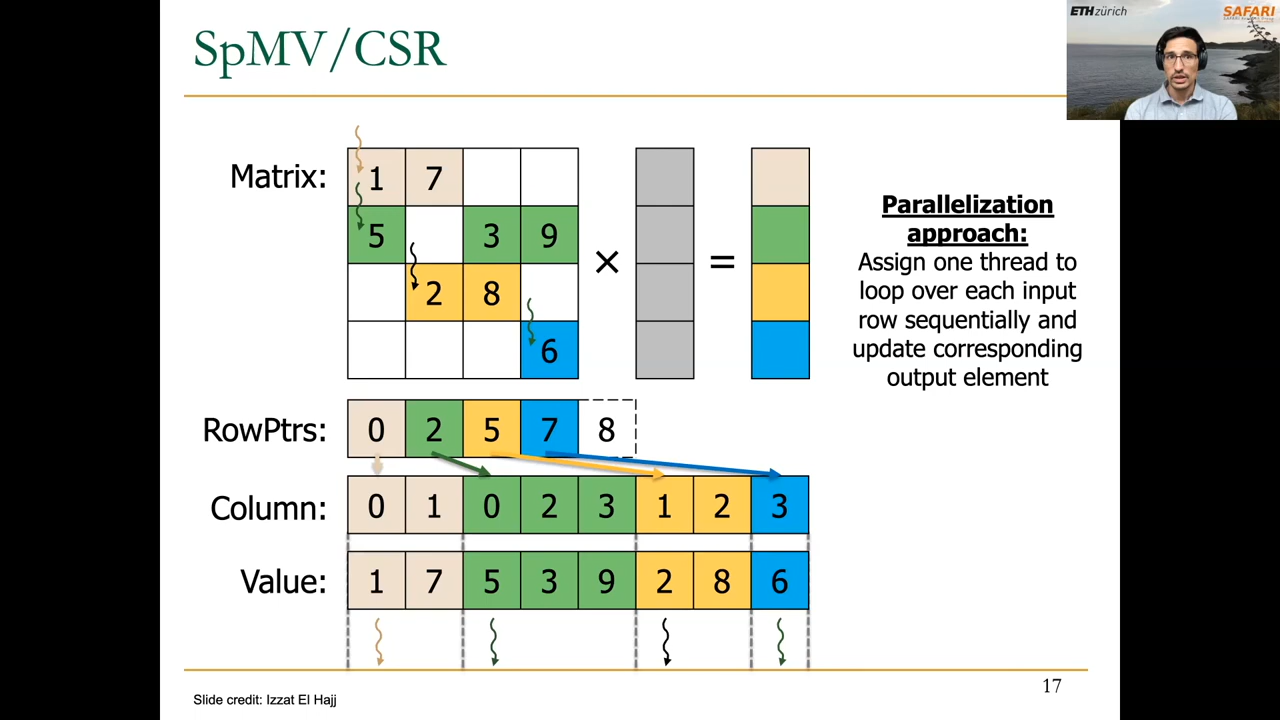 SpMV/CSR
ETHzürich
SAFARI
Matrix:
1 7
5 3 9
2 8
6
×
=
Parallelization
approach:
Assign one thread to
loop over each input
row sequentially and
update corresponding
output element
RowPtrs: 0 2 5 7 8
Column: 0 1 0 2 3 1 2 3
Value: 1 7 5 3 9 2 8 6
17
Slide credit: Izzat El Hajj